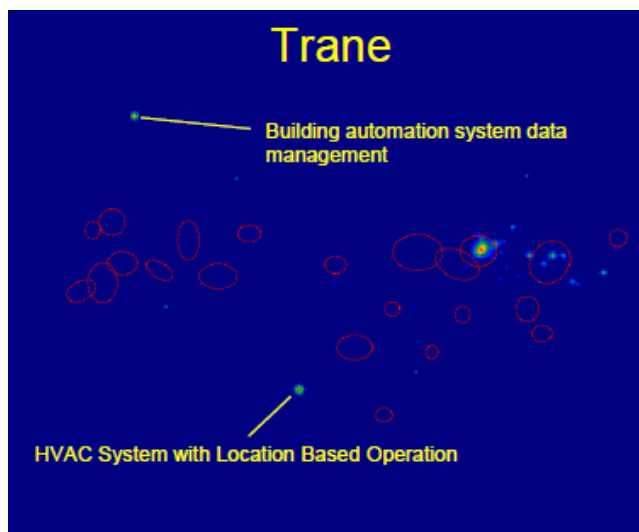 Trane
Building automation system data
management
HVAC System with Location Based Operation